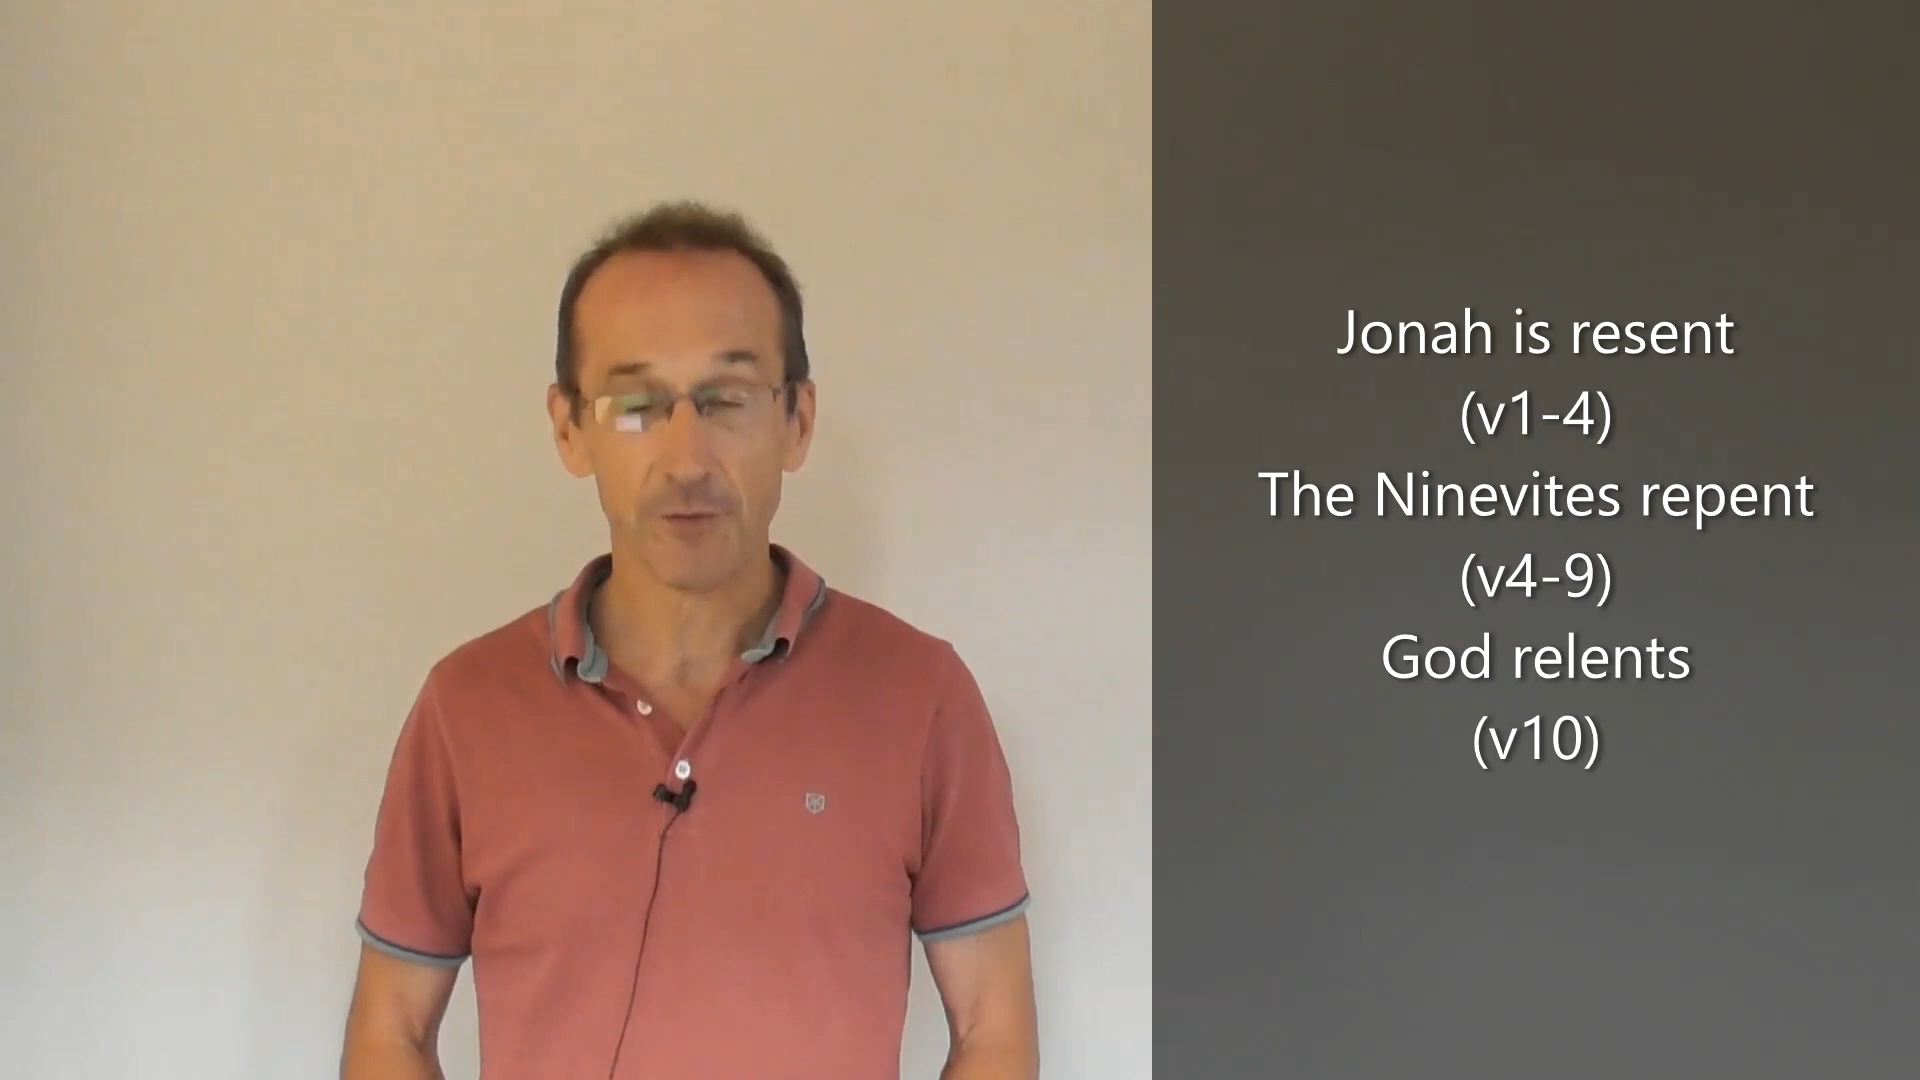 Jonah is resent
(v1-4)
The Ninevites repent
(v4-9)
God relents
(v10)